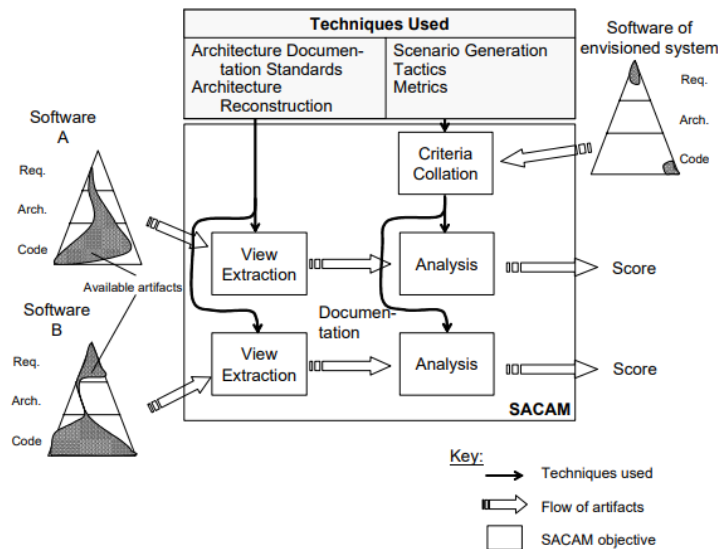 Techniques Used
Architecture Documen-
tation Standards
Architecture
Reconstruction
Scenario Generation
Tactics
Metrics
Software of
envisioned system
Req.
Arch.
Code
Software
A
Req.
Arch.
Code
Available artifacts
Software
B
Req.
Arch.
Code
Criteria
Collation
View
Extraction
Analysis
Score
Documen-
tation
View
Extraction
Analysis
Score
SACAM
Key:
Techniques used
Flow of artifacts
SACAM
objective